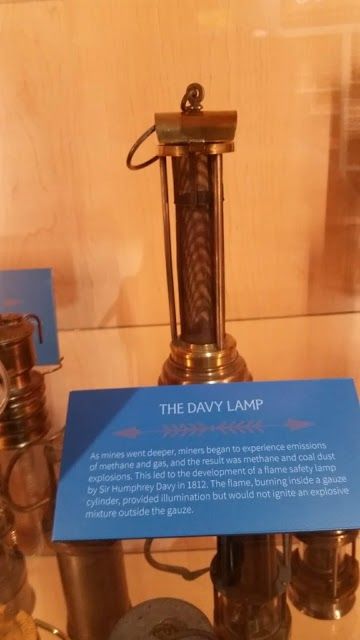 THE DAVY LAMP
As mines went deeper, miners began to experience emissions
of methane and gas, and the result was methane and coal dust
explosions. This led to the development of a flame safety lamp
by Sir Humphrey Davy in 1812. The flame, burning inside a gauze
cylinder, provided illumination but would not ignite an explosive
mixture outside the gauze.